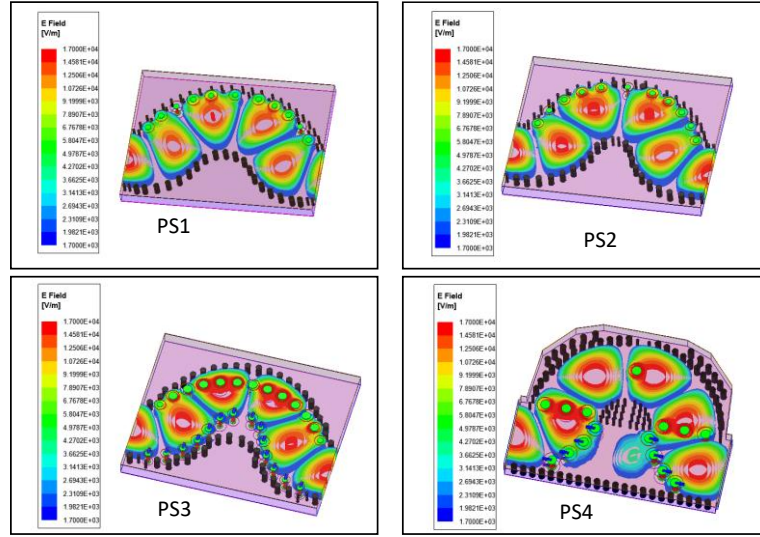 E Field
[V/m]
1.7000E+04
1.4581E+04
1.2506E+04
1.0726E+04
9.1999E+03
7.8907E+03
6.7678E+03
5.8047E+03
4.9787E+03
4.2702E+03
3.6625E+03
3.1413E+03
2.6943E+03
2.3109E+03
1.9821E+03
1.7000E+03
PS1
E Field
[V/m]
1.7000E+04
1.4581E+04
1.2506E+04
1.0726E+04
9.1999E+03
7.8907E+03
6.7678E+03
5.8047E+03
4.9787E+03
4.2702E+03
3.6625E+03
3.1413E+03
2.6943E+03
2.3109E+03
1.9821E+03
1.7000E+03
PS2
E Field
[V/m]
1.7000E+04
1.4581E+04
1.2506E+04
1.0726E+04
9.1999E+03
7.8907E+03
6.7678E+03
5.8047E+03
4.9787E+03
4.2702E+03
3.6625E+03
3.1413E+03
2.6943E+03
2.3109E+03
1.9821E+03
1.7000E+03
PS3
E Field
[V/m]
1.7000E+04
1.4581E+04
1.2506E+04
1.0726E+04
9.1999E+03
7.8907E+03
6.7678E+03
5.8047E+03
4.9787E+03
4.2702E+03
3.6625E+03
3.1413E+03
2.6943E+03
2.3109E+03
1.9821E+03
1.7000E+03
PS4